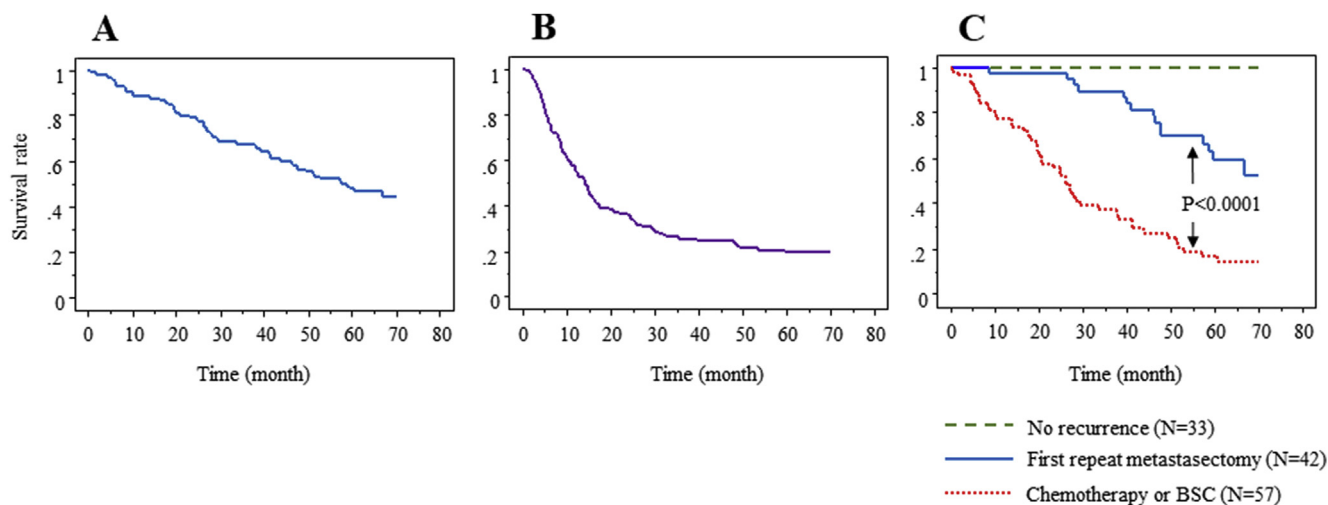 A
B
C
Survival rate
1
.8
.6
.4
.2
0
0 10 20 30 40 50 60 70 80
Time (month)
1
.8
.6
.4
.2
0
0 10 20 30 40 50 60 70 80
Time (month)
1
.8
.6
.4
.2
0
P<0.0001
0 10 20 30 40 50 60 70 80
Time (month)
No recurrence (N=33)
First repeat metastasectomy (N=42)
Chemotherapy or BSC (N=57)